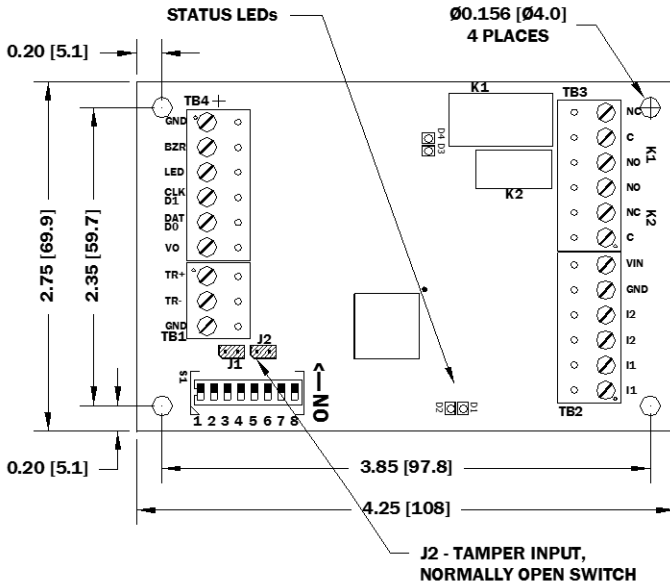 STATUS LEDs
Ø0.156 [Ø4.0]
4 PLACES
0.20 [5.1]
K1
TB3
TB4
GND
BZR
LED
CLK
D1
DAT
D0
VO
D4
D3
K2
NC
C
NO
NO
NC
C
K1
K2
2.75 [69.9]
2.35 [59.7]
TR+
TR-
GND
TB1
VIN
GND
I2
I2
I1
I1
TB2
J1
J2
S1
1 2 3 4 5 6 7 8
NO
D2
D1
0.20 [5.1]
3.85 [97.8]
4.25 [108]
J2 - TAMPER INPUT,
NORMALLY OPEN SWITCH